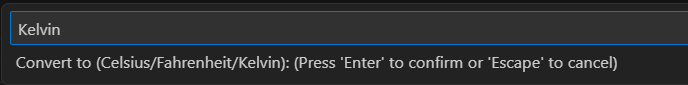 Kelvin
Convert to (Celsius/Fahrenheit/Kelvin): (Press 'Enter' to confirm or 'Escape' to cancel)